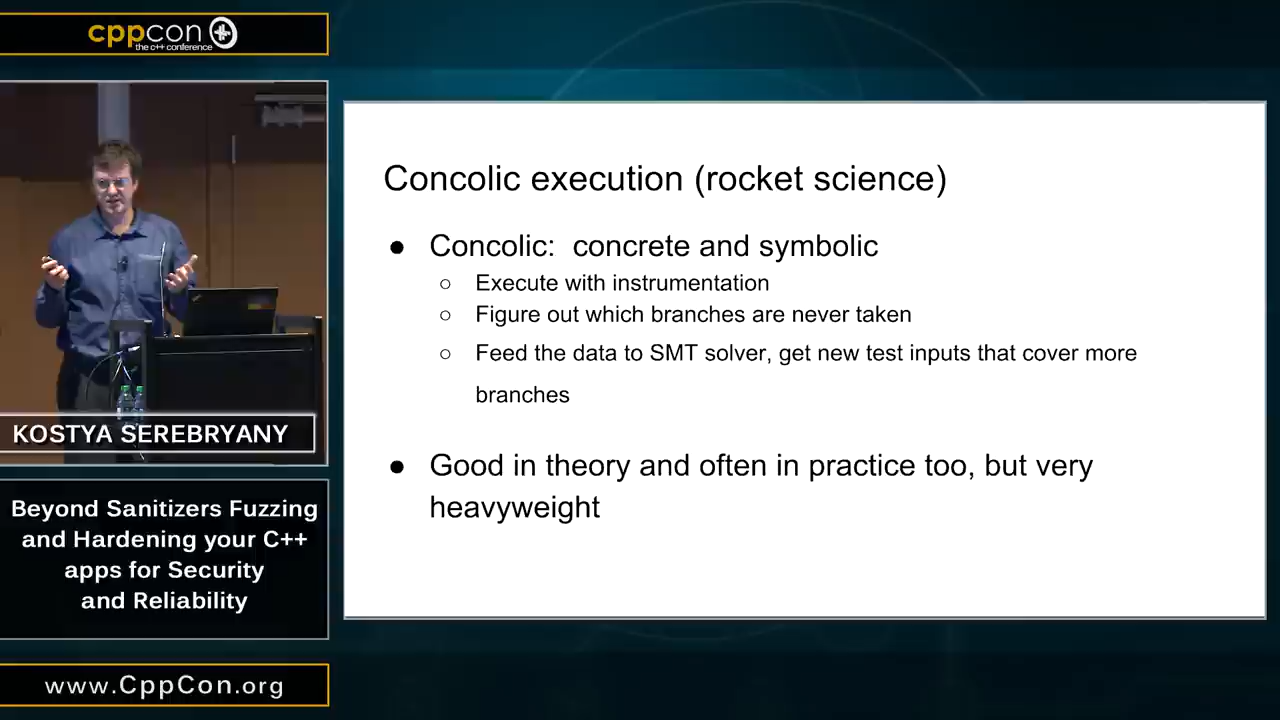 cppcon
the c++ conference
KOSTYA SEREBRYANY
Beyond Sanitizers Fuzzing
and Hardening your C++
apps for Security
and Reliability
www.CppCon.org
Concolic execution (rocket science)
● Concolic: concrete and symbolic
○ Execute with instrumentation
○ Figure out which branches are never taken
○ Feed the data to SMT solver, get new test inputs that cover more
branches
● Good in theory and often in practice too, but very
heavyweight